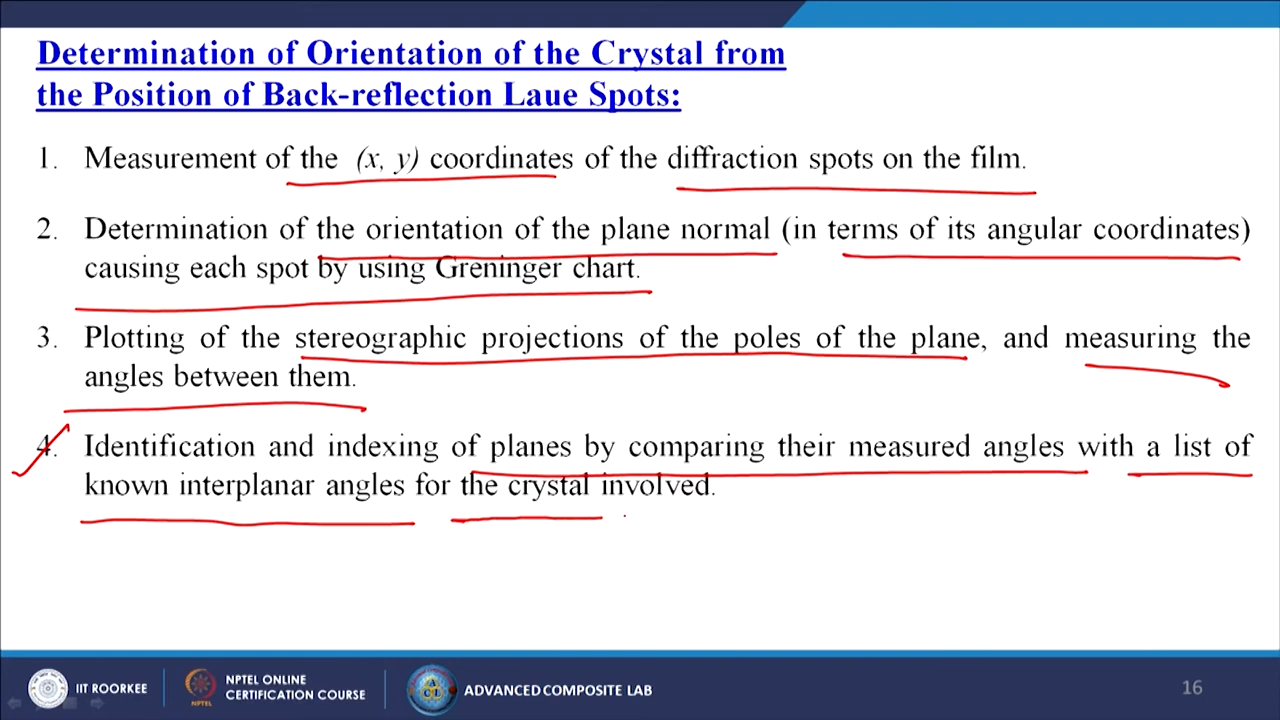 Determination of Orientation of the Crystal from
the Position of Back-reflection Laue Spots:
1. Measurement of the (x, y) coordinates of the diffraction spots on the film.
2. Determination of the orientation of the plane normal (in terms of its angular coordinates)
causing each spot by using Greninger chart.
3. Plotting of the stereographic projections of the poles of the plane, and measuring the
angles between them.
4. Identification and indexing of planes by comparing their measured angles with a list of
known interplanar angles for the crystal involved.
IIT ROORKEE
NPTEL ONLINE
CERTIFICATION COURSE
ADVANCED COMPOSITE LAB
16